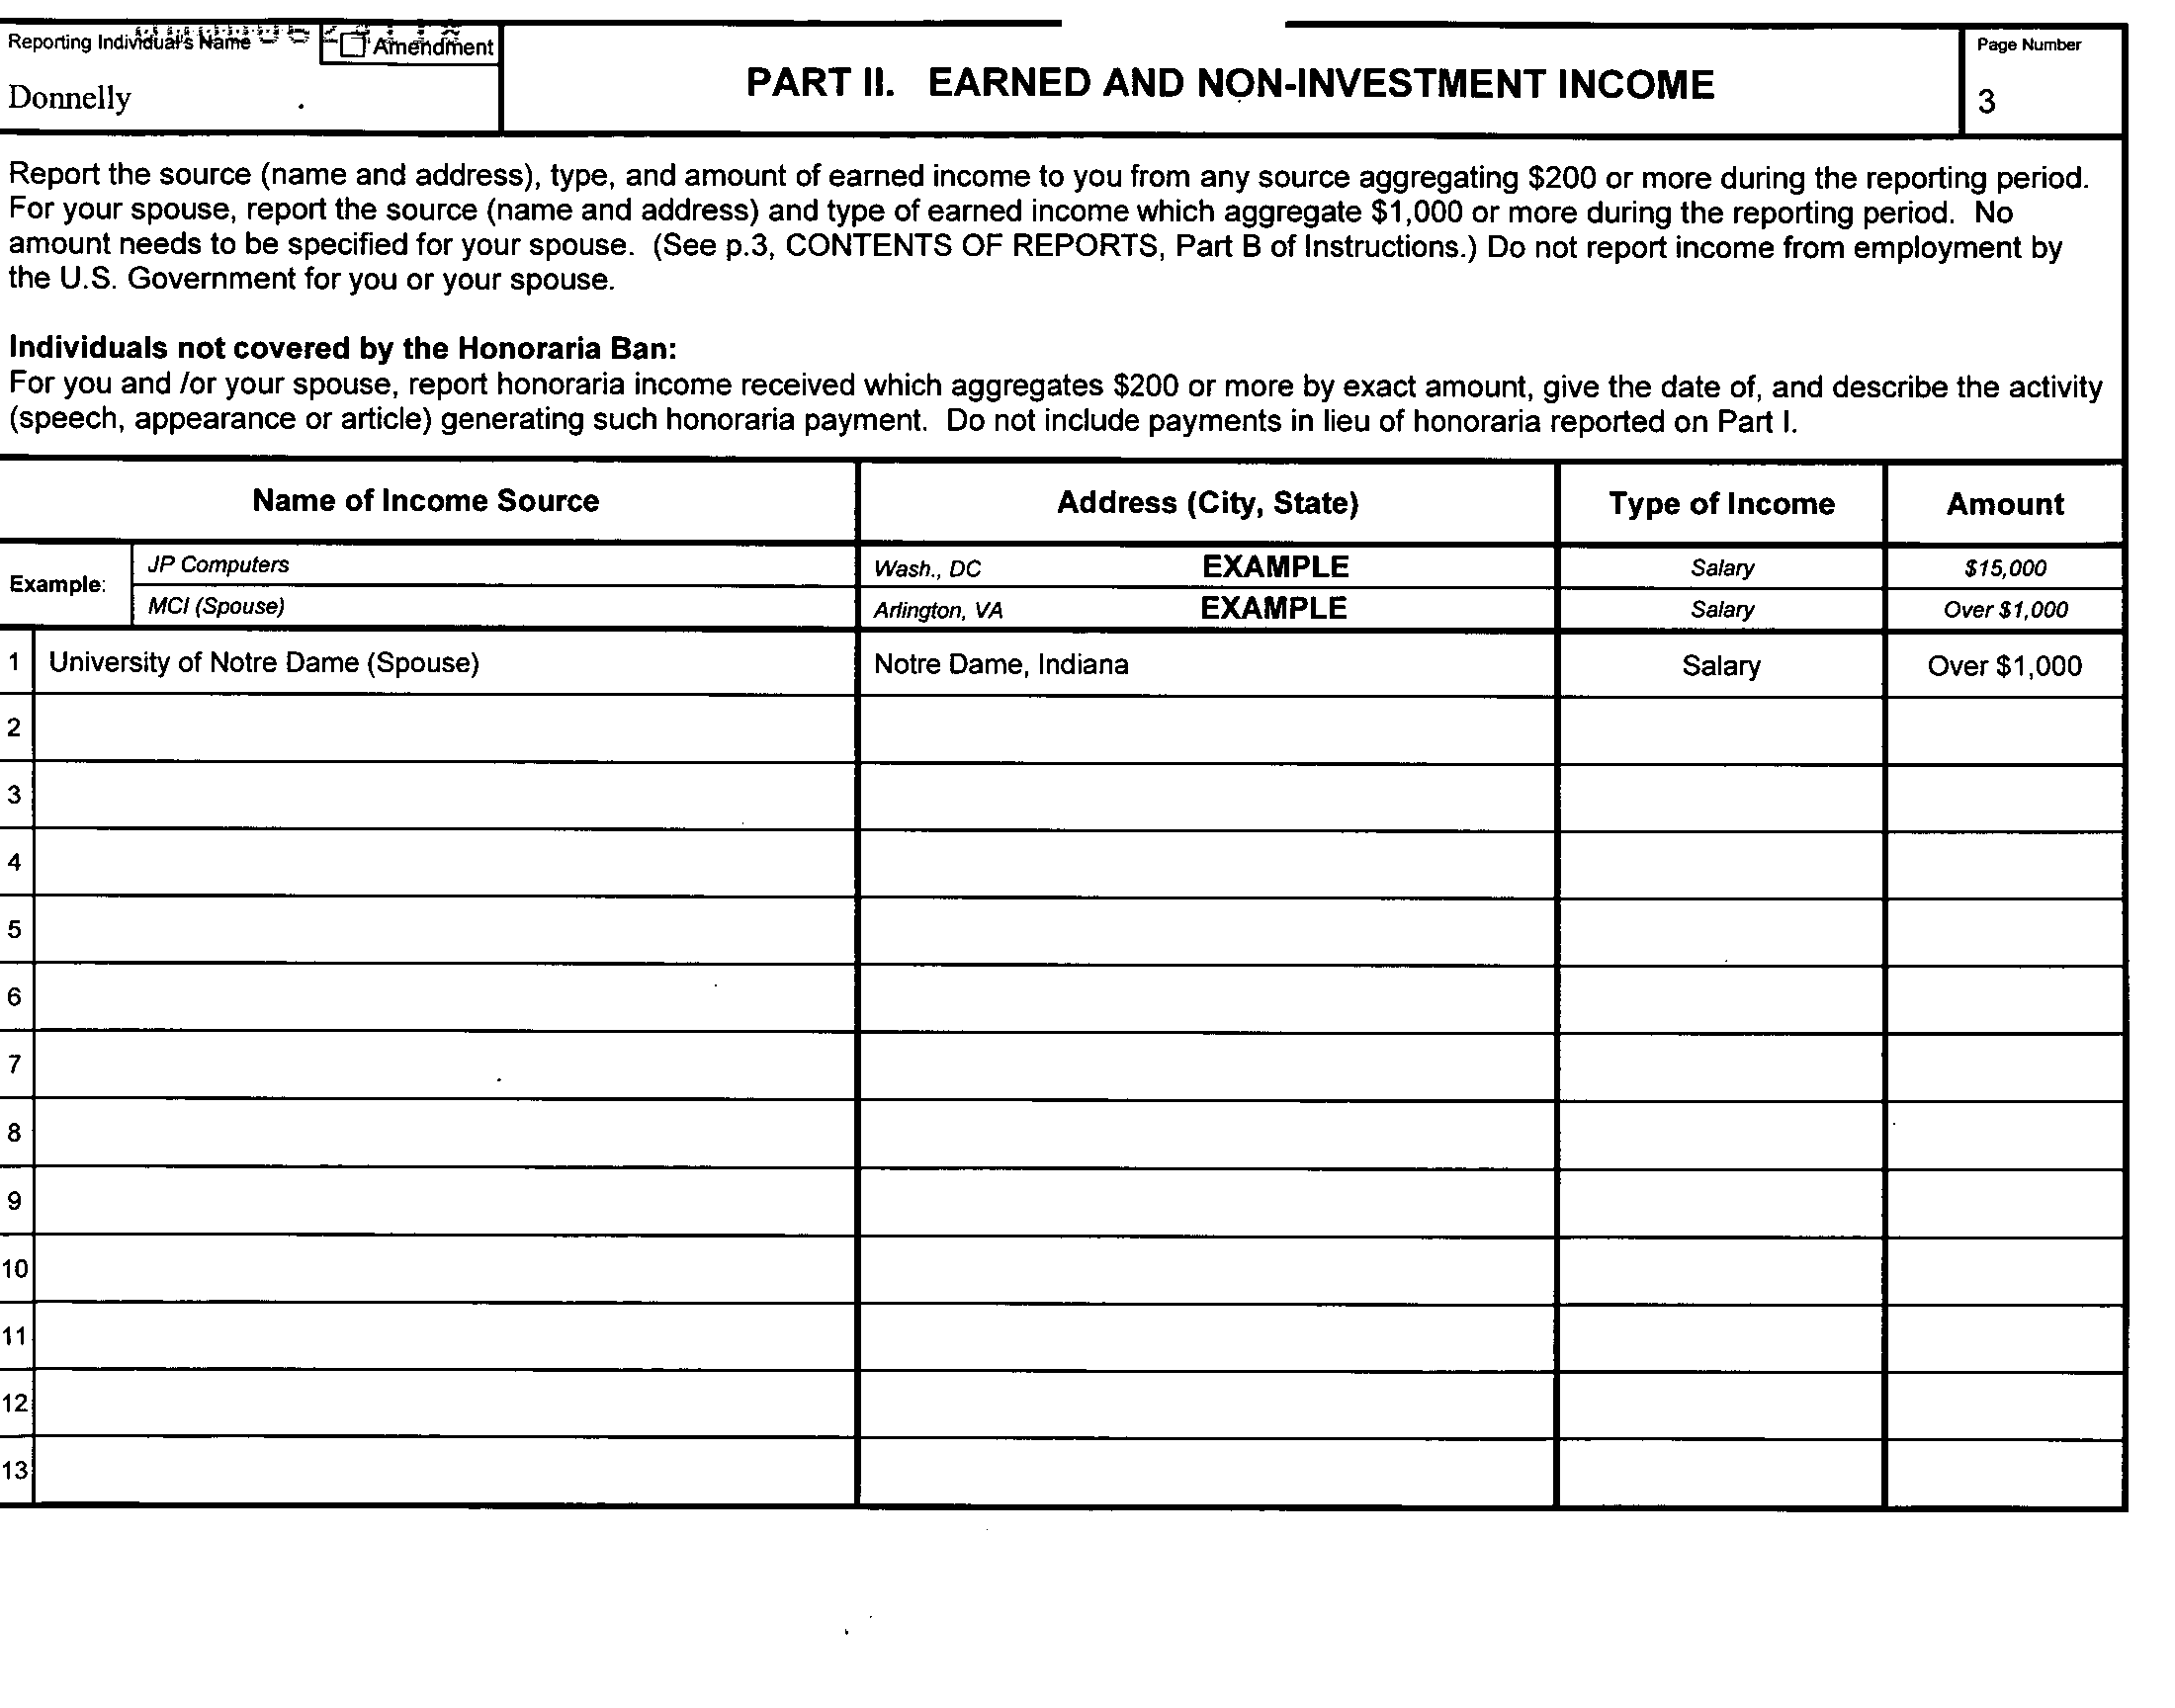 Reporting Individual's Name
Amendment
Donnelly
PART II. EARNED AND NON-INVESTMENT INCOME
Page Number
3
Report the source (name and address), type, and amount of earned income to you from any source aggregating $200 or more during the reporting period.
For your spouse, report the source (name and address) and type of earned income which aggregate $1,000 or more during the reporting period. No
amount needs to be specified for your spouse. (See p.3, CONTENTS OF REPORTS, Part B of Instructions.) Do not report income from employment by
the U.S. Government for you or your spouse.
Individuals not covered by the Honoraria Ban:
For you and /or your spouse, report honoraria income received which aggregates $200 or more by exact amount, give the date of, and describe the activity
(speech, appearance or article) generating such honoraria payment. Do not include payments in lieu of honoraria reported on Part I.
Name of Income Source Address (City, State) Type of Income Amount
Example:
JP Computers Wash., DC EXAMPLE Salary $15,000
MCI (Spouse) Arlington, VA EXAMPLE Salary Over $1,000
1 University of Notre Dame (Spouse) Notre Dame, Indiana Salary Over $1,000
2
3
4
5
6
7
8
9
10
11
12
13